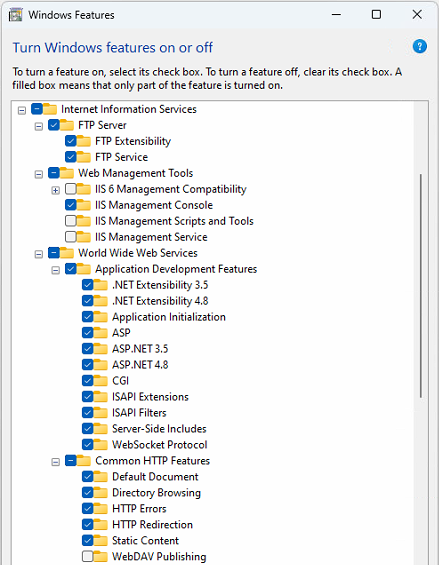 Windows Features
Turn Windows features on or off
?
To turn a feature on, select its check box. To turn a feature off, clear its check box. A
filled box means that only part of the feature is turned on.
Internet Information Services
FTP Server
FTP Extensibility
FTP Service
Web Management Tools
IIS 6 Management Compatibility
IIS Management Console
IIS Management Scripts and Tools
IIS Management Service
World Wide Web Services
Application Development Features
.NET Extensibility 3.5
.NET Extensibility 4.8
Application Initialization
ASP
ASP.NET 3.5
ASP.NET 4.8
CGI
ISAPI Extensions
ISAPI Filters
Server-Side Includes
WebSocket Protocol
Common HTTP Features
Default Document
Directory Browsing
HTTP Errors
HTTP Redirection
Static Content
WebDAV Publishing